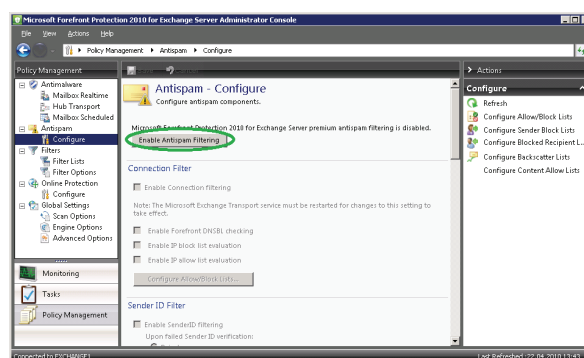 Microsoft Forefront Protection 2010 for Exchange Server Administrator Console
File View Actions Help
Policy Management Antispam Configure
Policy Management
Antimalware
Mailbox Realtime
Hub Transport
Mailbox Scheduled
Antispam
Configure
Filters
Filter Lists
Filter Options
Online Protection
Configure
Global Settings
Scan Options
Engine Options
Advanced Options
Monitoring
Tasks
Policy Management
Antispam - Configure
Configure antispam components.
Microsoft Forefront Protection 2010 for Exchange Server premium antispam filtering is disabled.
Enable Antispam Filtering
Connection Filter
Enable Connection filtering
Note: The Microsoft Exchange Transport service must be restarted for changes to this setting to
take effect.
Enable Forefront DNSBL checking
Enable IP block list evaluation
Enable IP allow list evaluation
Configure Allow/Block Lists...
Sender ID Filter
Enable SenderID filtering
Upon failed Sender ID verification:
Actions
Configure
Refresh
Configure Allow/Block Lists
Configure Sender Block Lists
Configure Blocked Recipient L...
Configure Backscatter Lists
Configure Content Allow Lists
Connected to EXCHANGE1
Last Refreshed :22.04.2010 13:43